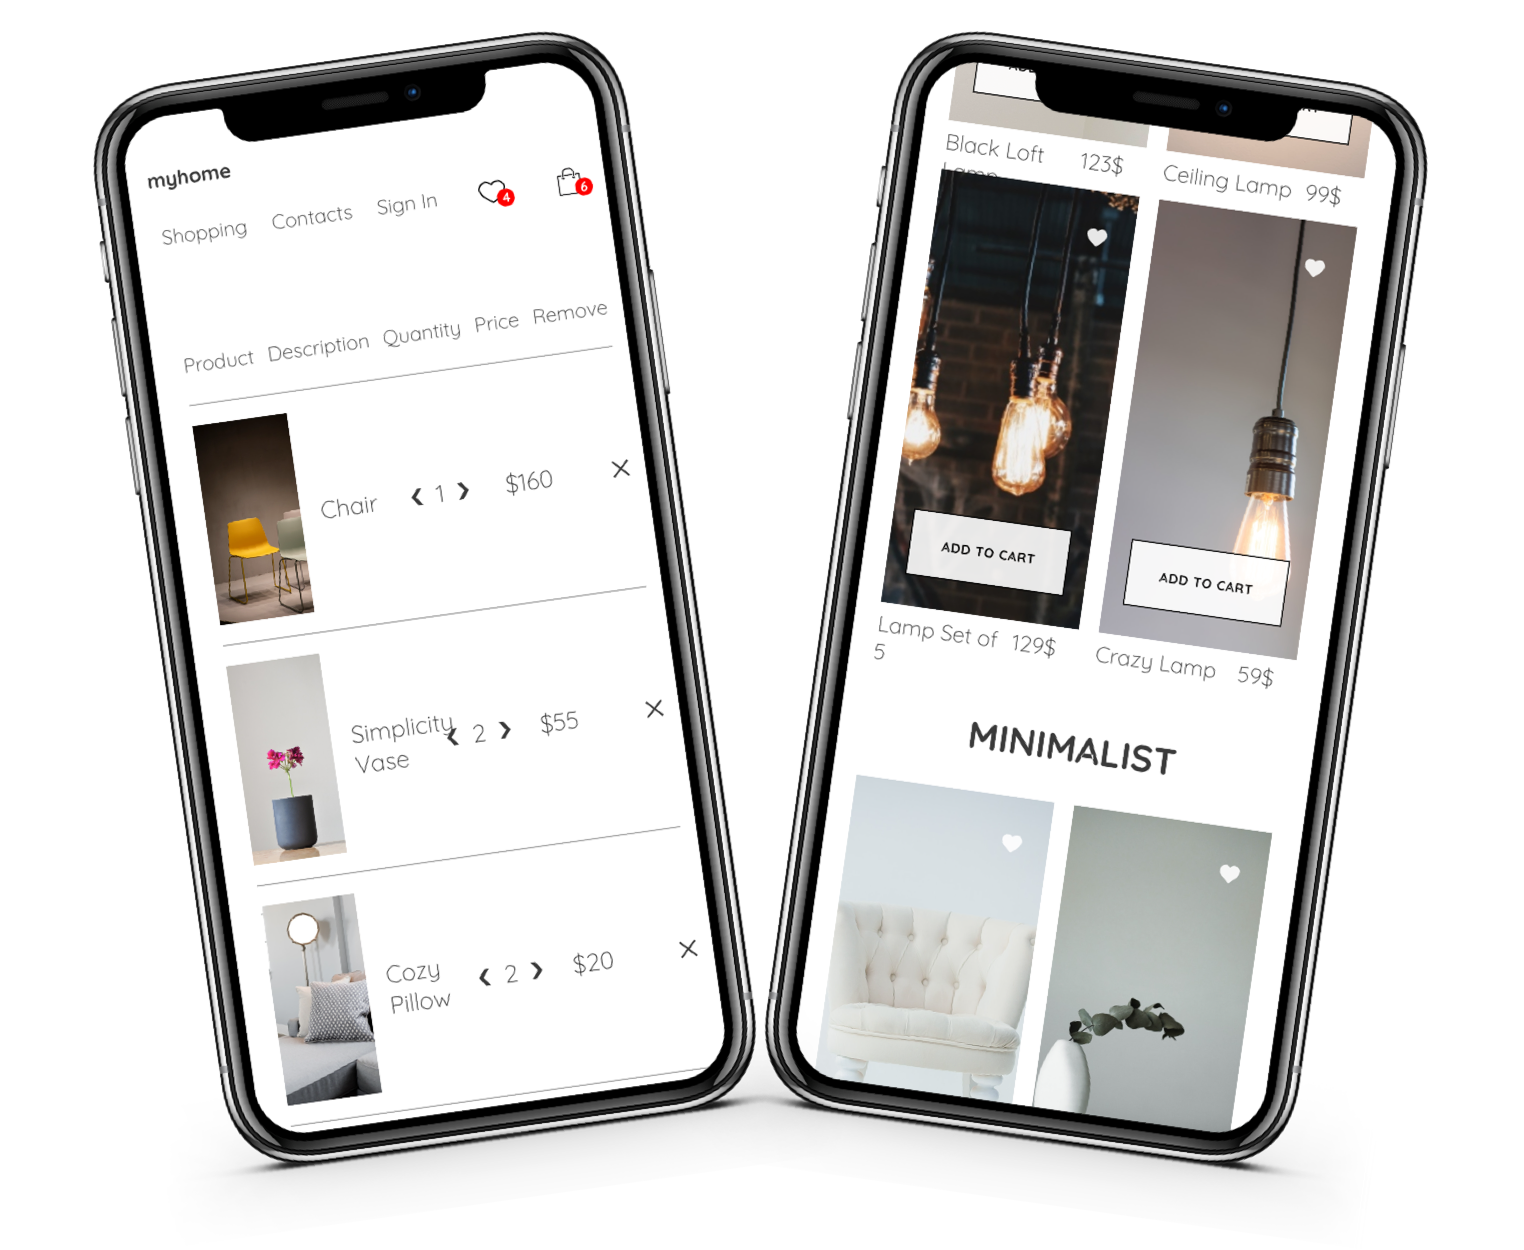 myhome
Shopping Contacts Sign In 4 6
Product Description Quantity Price Remove
Chair ❮ 1 ❯ $160 ×
Simplicity ❮ 2 ❯ $55 ×
Vase
Cozy ❮ 2 ❯ $20 ×
Pillow
Black Loft 123$
Lamp
Ceiling Lamp 99$
ADD TO CART
ADD TO CART
Lamp Set of 129$
5
Crazy Lamp 59$
MINIMALIST